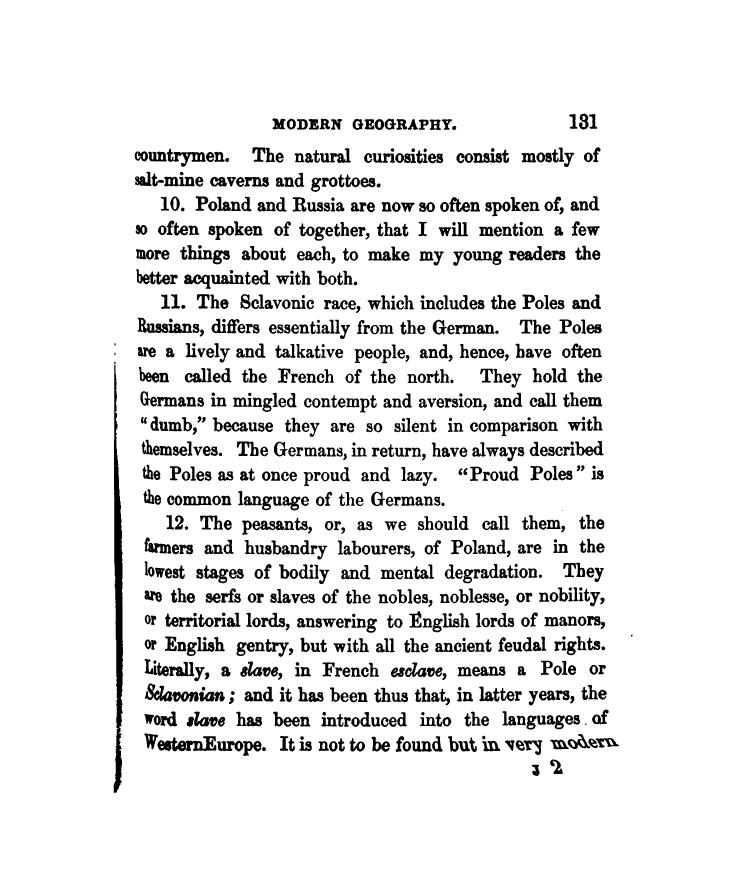 MODERN GEOGRAPHY. 131
countrymen. The natural curiosities consist mostly of
salt-mine caverns and grottoes.
10. Poland and Russia are now so often spoken of, and
so often spoken of together, that I will mention a few
more things about each, to make my young readers the
better acquainted with both.
11. The Sclavonic race, which includes the Poles and
Russians, differs essentially from the German. The Poles
are a lively and talkative people, and, hence, have often
been called the French of the north. They hold the
Germans in mingled contempt and aversion, and call them
"dumb," because they are so silent in comparison with
themselves. The Germans, in return, have always described
the Poles as at once proud and lazy. "Proud Poles" is
the common language of the Germans.
12. The peasants, or, as we should call them, the
farmers and husbandry labourers, of Poland, are in the
lowest stages of bodily and mental degradation. They
are the serfs or slaves of the nobles, noblesse, or nobility,
or territorial lords, answering to English lords of manors,
or English gentry, but with all the ancient feudal rights.
Literally, a slave, in French esclave, means a Pole or
Sclavonian; and it has been thus that, in latter years, the
word slave has been introduced into the languages of
Western Europe. It is not to be found but in very modern
J 2